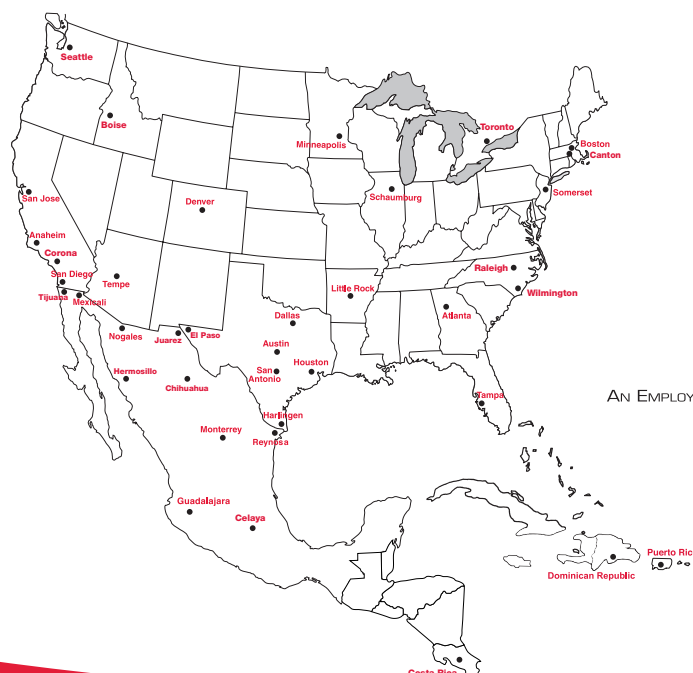 Seattle
Boise
Minneapolis
Toronto
Boston
Canton
San Jose
Denver
Schaumburg
Somerset
Anaheim
Corona
San Diego
Tempe
Raleigh
Tijuana
Mexicali
Little Rock
Wilmington
Atlanta
Dallas
Nogales
Juarez
El Paso
Austin
Hermosillo
Chihuahua
San
Antonio
Houston
Tampa
AN EMPLOY
Harlingen
Monterrey
Reynosa
Guadalajara
Celaya
Puerto Ric
Dominican Republic
Costa Rica